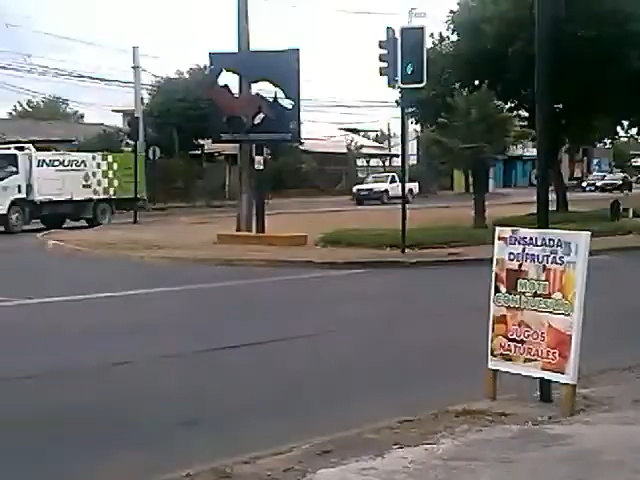 INDURA
ENSALADA
DE FRUTAS
MOTE
CON HUESILLO
JUGOS
NATURALES